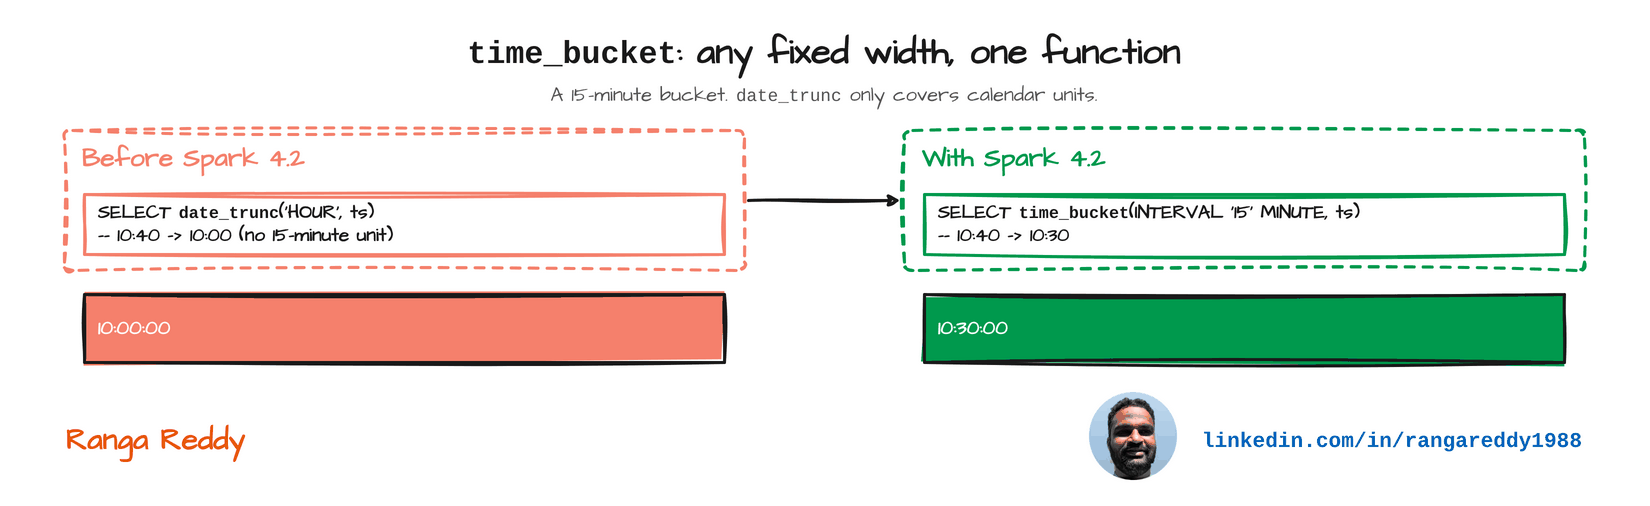 time_bucket: any fixed width, one function
A 15-minute bucket. date_trunc only covers calendar units.
Before Spark 4.2
SELECT date_trunc('HOUR', ts)
-- 10:40 -> 10:00 (no 15-minute unit)
10:00:00
With Spark 4.2
SELECT time_bucket(INTERVAL '15' MINUTE, ts)
-- 10:40 -> 10:30
10:30:00
Ranga Reddy
linkedin.com/in/rangareddy1988